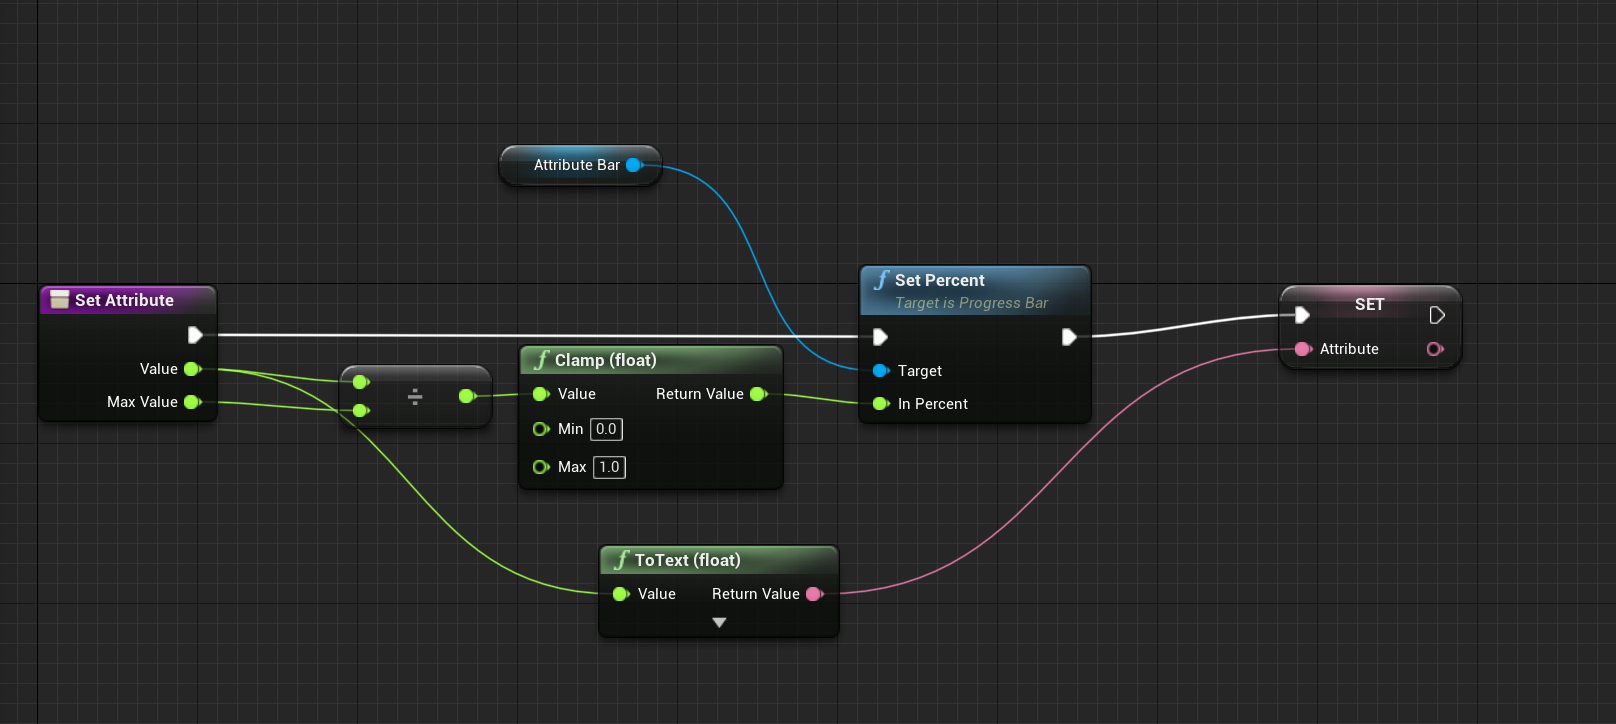 Attribute Bar
Set Attribute
Value
Max Value
÷
Clamp (float)
Value
Return Value
Min 0.0
Max 1.0
Set Percent
Target is Progress Bar
Target
In Percent
SET
Attribute
ToText (float)
Value
Return Value